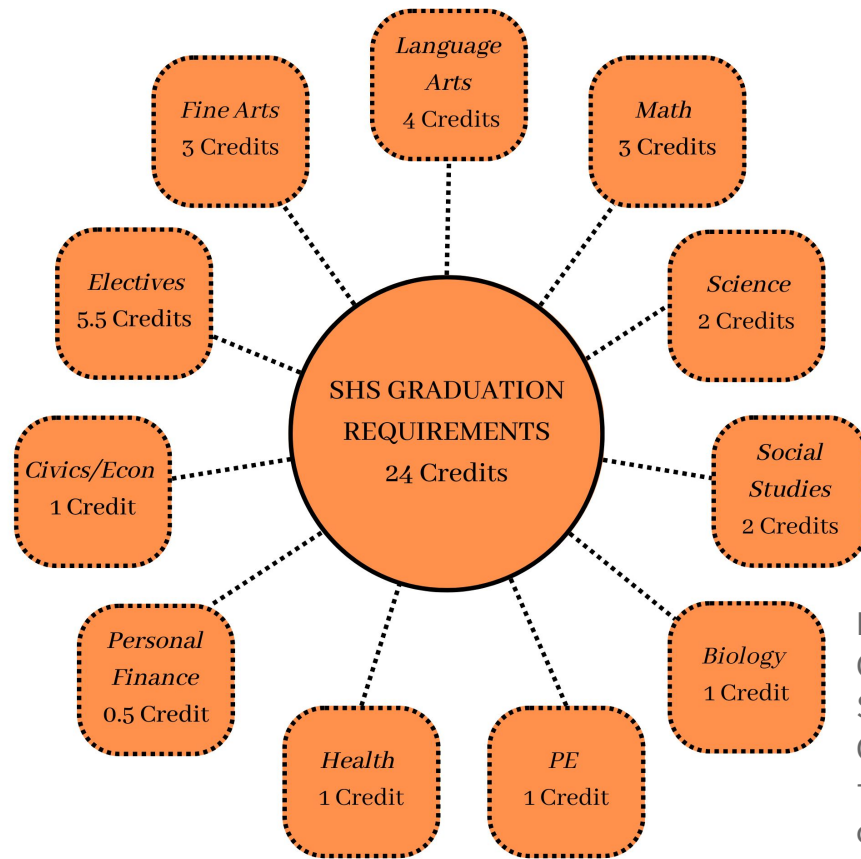 SHS GRADUATION
REQUIREMENTS
24 Credits
Language
Arts
4 Credits
Math
3 Credits
Science
2 Credits
Social
Studies
2 Credits
Biology
1 Credit
PE
1 Credit
Health
1 Credit
Personal
Finance
0.5 Credit
Civics/Econ
1 Credit
Electives
5.5 Credits
Fine Arts
3 Credits